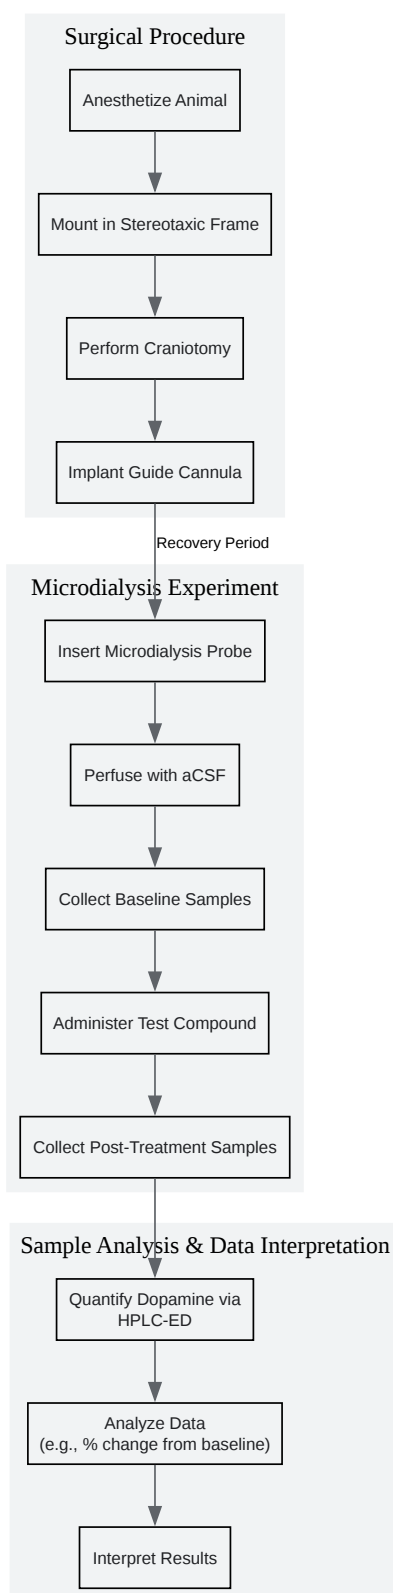 Surgical Procedure
Anesthetize Animal
Mount in Stereotaxic Frame
Perform Craniotomy
Implant Guide Cannula
Recovery Period
Microdialysis Experiment
Insert Microdialysis Probe
Perfuse with aCSF
Collect Baseline Samples
Administer Test Compound
Collect Post-Treatment Samples
Sample Analysis & Data Interpretation
Quantify Dopamine via
HPLC-ED
Analyze Data
(e.g., % change from baseline)
Interpret Results